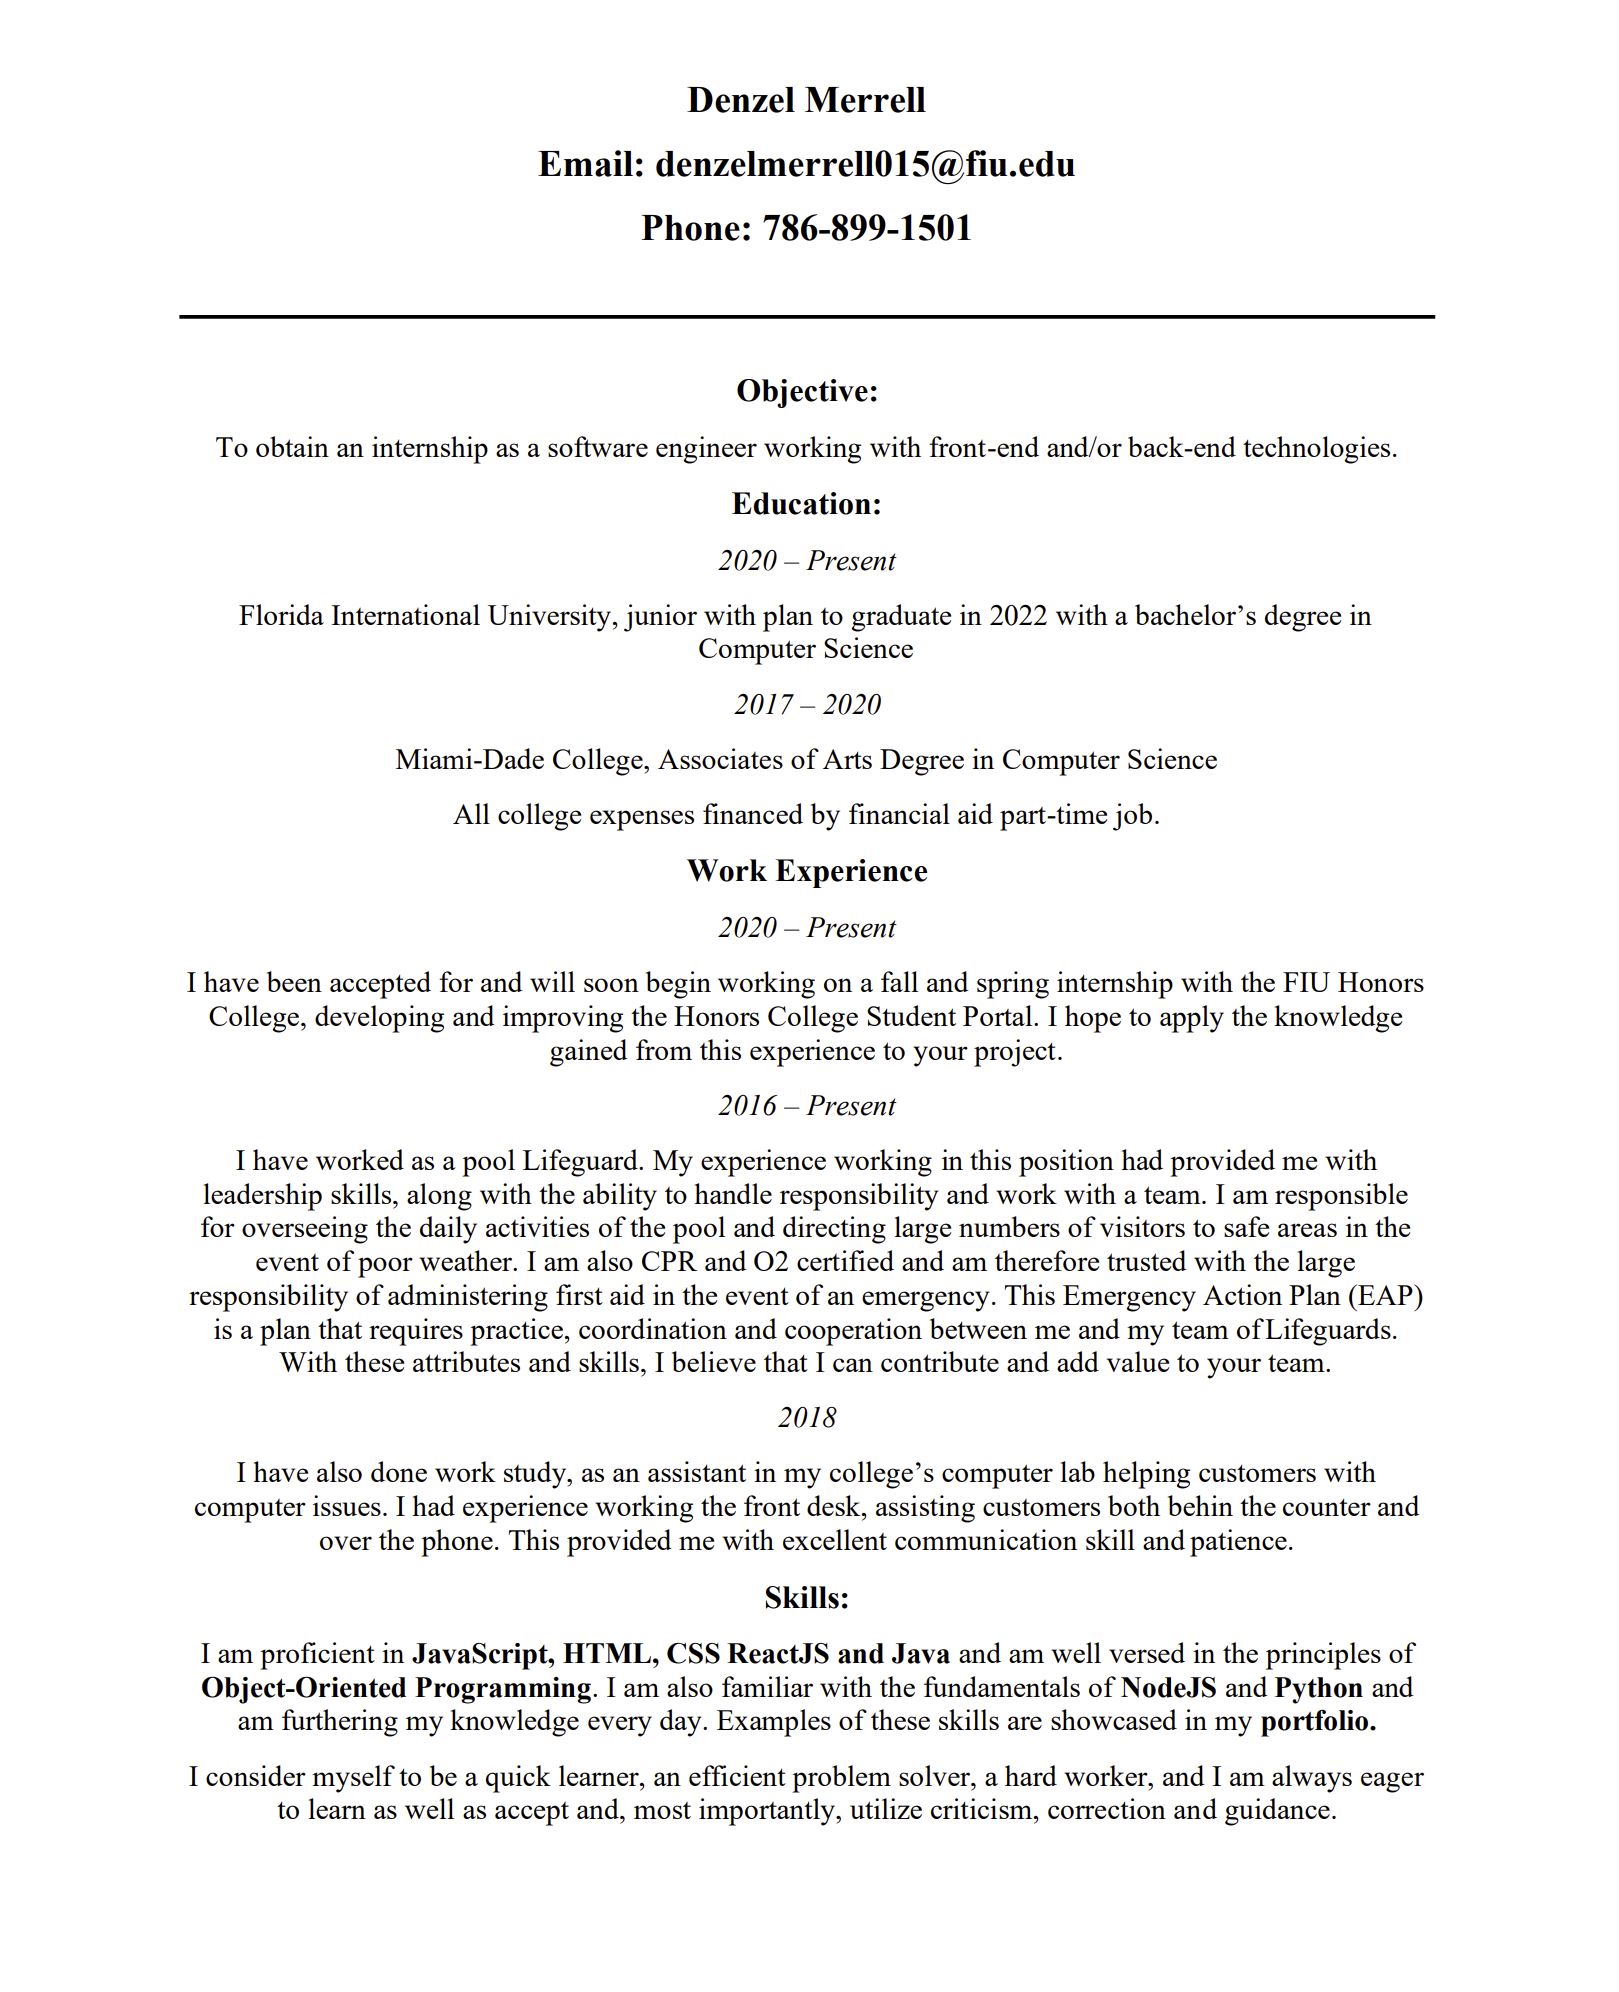 Denzel Merrell
Email: denzelmerrell015@fiu.edu
Phone: 786-899-1501
Objective:
To obtain an internship as a software engineer working with front-end and/or back-end technologies.
Education:
2020 – Present
Florida International University, junior with plan to graduate in 2022 with a bachelor’s degree in
Computer Science
2017 – 2020
Miami-Dade College, Associates of Arts Degree in Computer Science
All college expenses financed by financial aid part-time job.
Work Experience
2020 – Present
I have been accepted for and will soon begin working on a fall and spring internship with the FIU Honors
College, developing and improving the Honors College Student Portal. I hope to apply the knowledge
gained from this experience to your project.
2016 – Present
I have worked as a pool Lifeguard. My experience working in this position had provided me with
leadership skills, along with the ability to handle responsibility and work with a team. I am responsible
for overseeing the daily activities of the pool and directing large numbers of visitors to safe areas in the
event of poor weather. I am also CPR and O2 certified and am therefore trusted with the large
responsibility of administering first aid in the event of an emergency. This Emergency Action Plan (EAP)
is a plan that requires practice, coordination and cooperation between me and my team of Lifeguards.
With these attributes and skills, I believe that I can contribute and add value to your team.
2018
I have also done work study, as an assistant in my college’s computer lab helping customers with
computer issues. I had experience working the front desk, assisting customers both behin the counter and
over the phone. This provided me with excellent communication skill and patience.
Skills:
I am proficient in JavaScript, HTML, CSS ReactJS and Java and am well versed in the principles of
Object-Oriented Programming. I am also familiar with the fundamentals of NodeJS and Python and
am furthering my knowledge every day. Examples of these skills are showcased in my portfolio.
I consider myself to be a quick learner, an efficient problem solver, a hard worker, and I am always eager
to learn as well as accept and, most importantly, utilize criticism, correction and guidance.